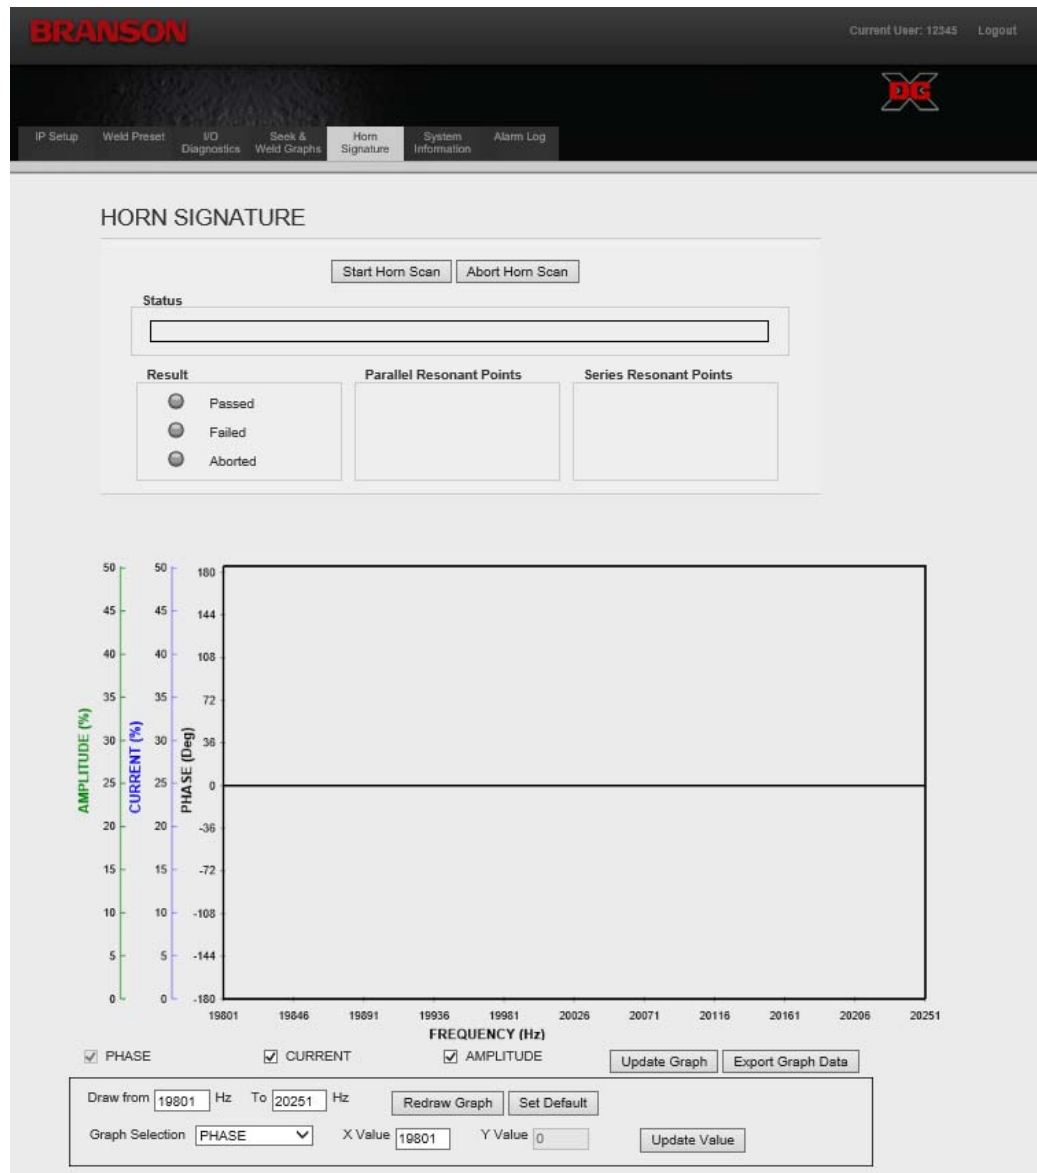 BRANSON
Current User: 12345 Logout
DG
IP Setup
Weld Preset
I/O
Diagnostics
Seek &
Weld Graphs
Horn
Signature
System
Information
Alarm Log
HORN SIGNATURE
Start Horn Scan
Abort Horn Scan
Status
Result
Passed
Failed
Aborted
Parallel Resonant Points
Series Resonant Points
AMPLITUDE (%)
50
45
40
35
30
25
20
15
10
5
0
CURRENT (%)
50
45
40
35
30
25
20
15
10
5
0
PHASE (Deg)
180
144
108
72
36
0
-36
-72
-108
-144
-180
19801 19846 19891 19936 19981 20026 20071 20116 20161 20206 20251
FREQUENCY (Hz)
PHASE CURRENT AMPLITUDE Update Graph Export Graph Data
Draw from 19801 Hz To 20251 Hz Redraw Graph Set Default
Graph Selection PHASE X Value 19801 Y Value 0 Update Value